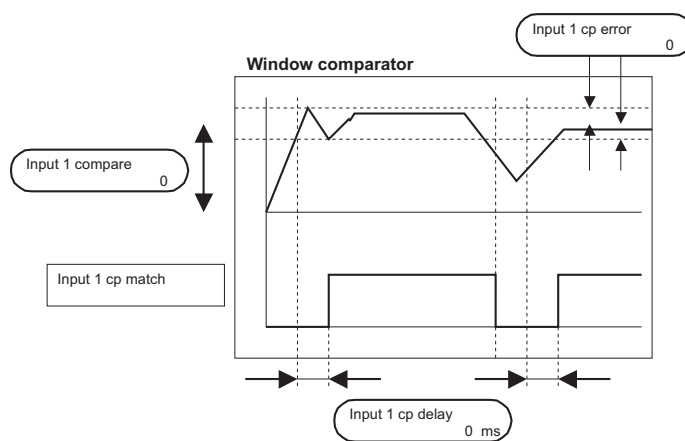 Input 1 cp error
0
Window comparator
Input 1 compare
0
Input 1 cp match
Input 1 cp delay
0 ms